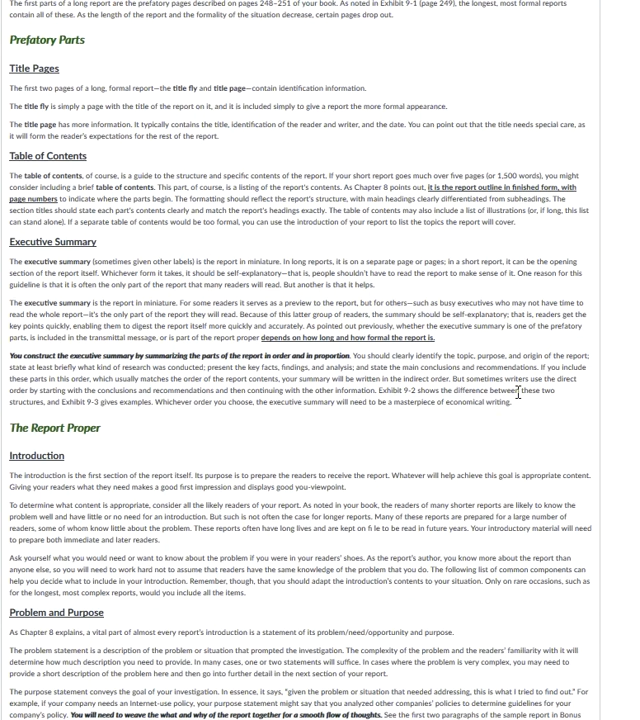 The first parts of a long report are the prefatory pages described on pages 248–251 of your book. As noted in Exhibit 9-1 (page 249), the longest, most formal reports
contain all of these. As the length of the report and the formality of the situation decrease, certain pages drop out.
Prefatory Parts
Title Pages
The first two pages of a long, formal report—the title fly and title page—contain identification information.
The title fly is simply a page with the title of the report on it, and it is included simply to give a report the more formal appearance.
The title page has more information. It typically contains the title, identification of the reader and writer, and the date. You can point out that the title needs special care, as
it will form the reader's expectations for the rest of the report.
Table of Contents
The table of contents, of course, is a guide to the structure and specific contents of the report. If your short report goes much over five pages (or 1,500 words), you might
consider including a brief table of contents. This part, of course, is a listing of the report's contents. As Chapter 8 points out, it is the report outline in finished form, with
page numbers to indicate where the parts begin. The formatting should reflect the report's structure, with main headings clearly differentiated from subheadings. The
section titles should state each part's contents clearly and match the report's headings exactly. The table of contents may also include a list of illustrations (or, if long, this list
can stand alone). If a separate table of contents would be too formal, you can use the introduction of your report to list the topics the report will cover.
Executive Summary
The executive summary (sometimes given other labels) is the report in miniature. In long reports, it is on a separate page or pages; in a short report, it can be the opening
section of the report itself. Whichever form it takes, it should be self-explanatory—that is, people shouldn't have to read the report to make sense of it. One reason for this
guideline is that it is often the only part of the report that many readers will read. But another is that it helps.
The executive summary is the report in miniature. For some readers it serves as a preview to the report, but for others—such as busy executives who may not have time to
read the whole report—it's the only part of the report they will read. Because of this latter group of readers, the summary should be self-explanatory; that is, readers get the
key points quickly, enabling them to digest the report itself more quickly and accurately. As pointed out previously, whether the executive summary is one of the prefatory
parts, is included in the transmittal message, or is part of the report proper depends on how long and how formal the report is.
You construct the executive summary by summarizing the parts of the report in order and in proportion. You should clearly identify the topic, purpose, and origin of the report;
state at least briefly what kind of research was conducted; present the key facts, findings, and analysis; and state the main conclusions and recommendations. If you include
these parts in this order, which usually matches the order of the report contents, your summary will be written in the indirect order. But sometimes writers use the direct
order by starting with the conclusions and recommendations and then continuing with the other information. Exhibit 9-2 shows the difference between these two
structures, and Exhibit 9-3 gives examples. Whichever order you choose, the executive summary will need to be a masterpiece of economical writing.
The Report Proper
Introduction
The introduction is the first section of the report itself. Its purpose is to prepare the readers to receive the report. Whatever will help achieve this goal is appropriate content.
Giving your readers what they need makes a good first impression and displays good you-viewpoint.
To determine what content is appropriate, consider all the likely readers of your report. As noted in your book, the readers of many shorter reports are likely to know the
problem well and have little or no need for an introduction. But such is not often the case for longer reports. Many of these reports are prepared for a large number of
readers, some of whom know little about the problem. These reports often have long lives and are kept on fi le to be read in future years. Your introductory material will need
to prepare both immediate and later readers.
Ask yourself what you would need or want to know about the problem if you were in your readers' shoes. As the report's author, you know more about the report than
anyone else, so you will need to work hard not to assume that readers have the same knowledge of the problem that you do. The following list of common components can
help you decide what to include in your introduction. Remember, though, that you should adapt the introduction's contents to your situation. Only on rare occasions, such as
for the longest, most complex reports, would you include all the items.
Problem and Purpose
As Chapter 8 explains, a vital part of almost every report's introduction is a statement of its problem/need/opportunity and purpose.
The problem statement is a description of the problem or situation that prompted the investigation. The complexity of the problem and the readers' familiarity with it will
determine how much description you need to provide. In many cases, one or two statements will suffice. In cases where the problem is very complex, you may need to
provide a short description of the problem here and then go into further detail in the next section of your report.
The purpose statement conveys the goal of your investigation. In essence, it says, "given the problem or situation that needed addressing, this is what I tried to find out." For
example, if your company needs an Internet-use policy, your purpose statement might say that you analyzed other companies' policies to determine guidelines for your
company's policy. You will need to weave the what and why of the report together for a smooth flow of thoughts. See the first two paragraphs of the sample report in Bonus